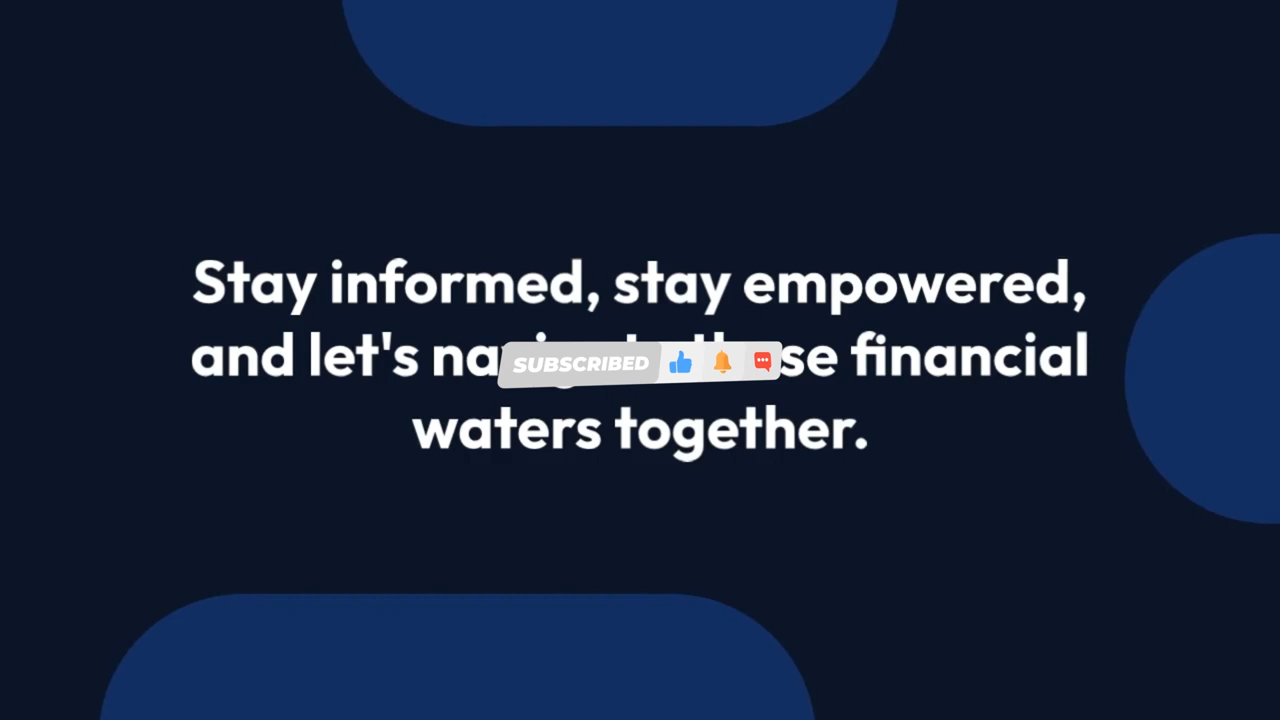 Stay informed, stay empowered,
and let's financial
SUBSCRIBED
waters together.